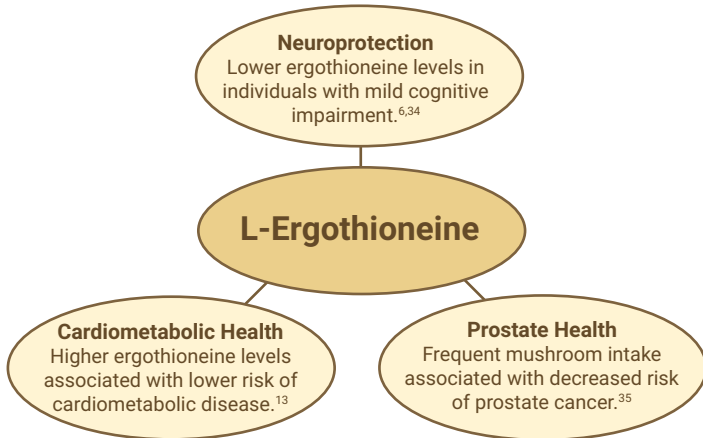 Neuroprotection
Lower ergothioneine levels in
individuals with mild cognitive
impairment.⁶,³⁴
L-Ergothioneine
Cardiometabolic Health
Higher ergothioneine levels
associated with lower risk of
cardiometabolic disease.¹³
Prostate Health
Frequent mushroom intake
associated with decreased risk
of prostate cancer.³⁵